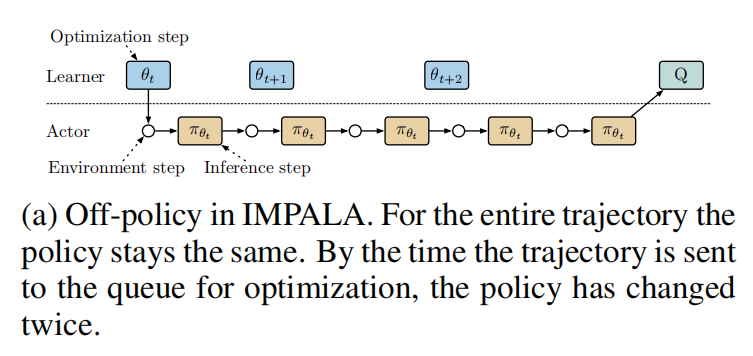 Optimization step
Learner θt θt+1 θt+2 Q
Actor πθt πθt πθt πθt πθt
Environment step Inference step
(a) Off-policy in IMPALA. For the entire trajectory the
policy stays the same. By the time the trajectory is sent
to the queue for optimization, the policy has changed
twice.